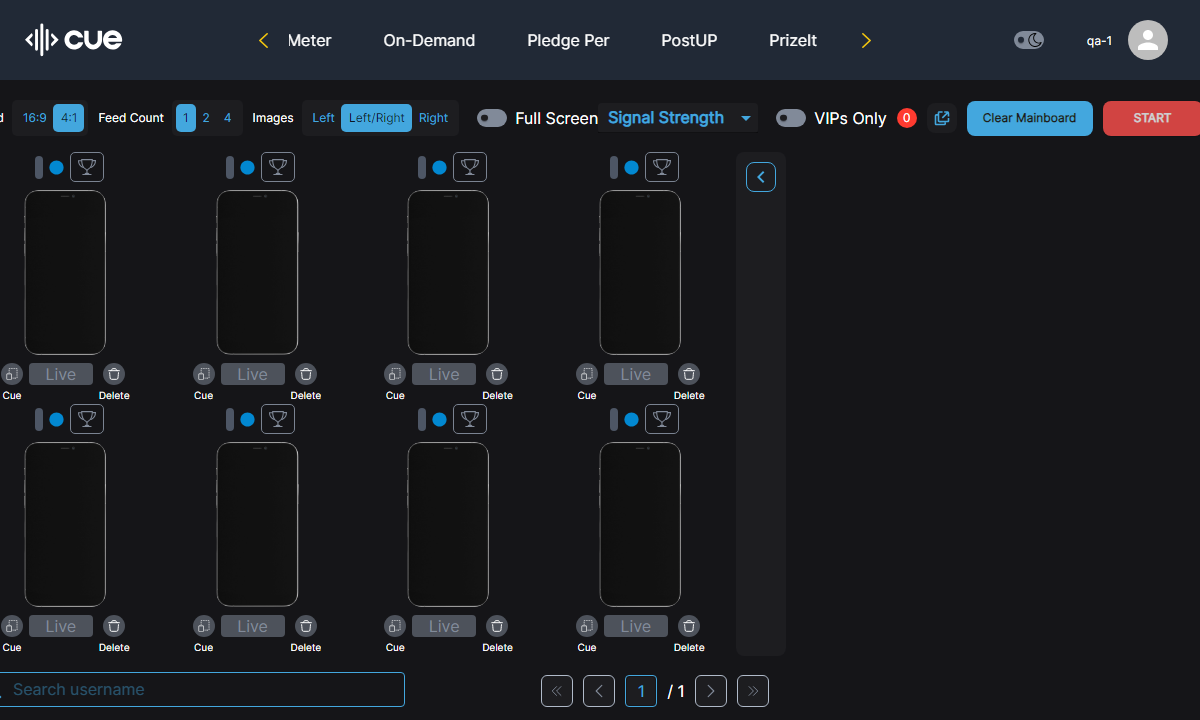 cue
Meter On-Demand Pledge Per PostUP PrizeIt
qa-1
d 16:9 4:1 Feed Count 1 2 4 Images Left Left/Right Right Full Screen Signal Strength VIPs Only 0 Clear Mainboard START
Live Live Live Live
Cue Delete Cue Delete Cue Delete Cue Delete
Live Live Live Live
Cue Delete Cue Delete Cue Delete Cue Delete
Search username 1 / 1